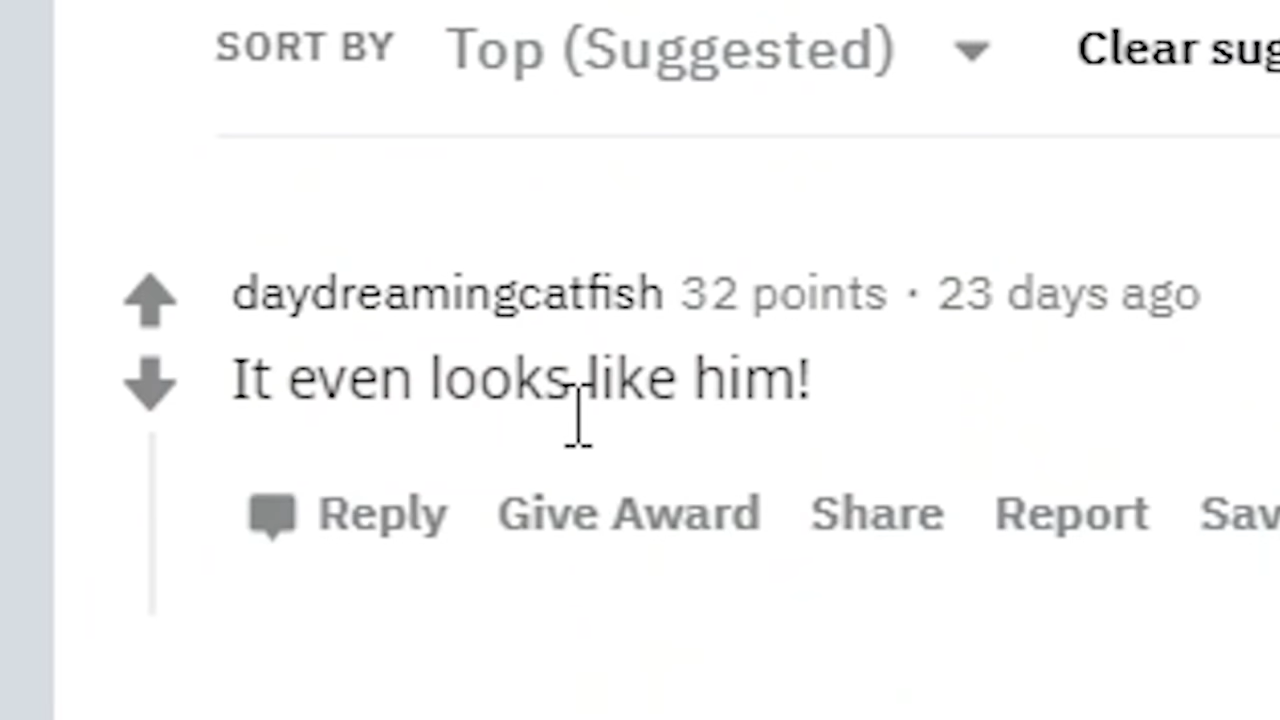 SORT BY Top (Suggested) Clear sug
daydreamingcatfish 32 points · 23 days ago
It even looks like him!
Reply Give Award Share Report Sav